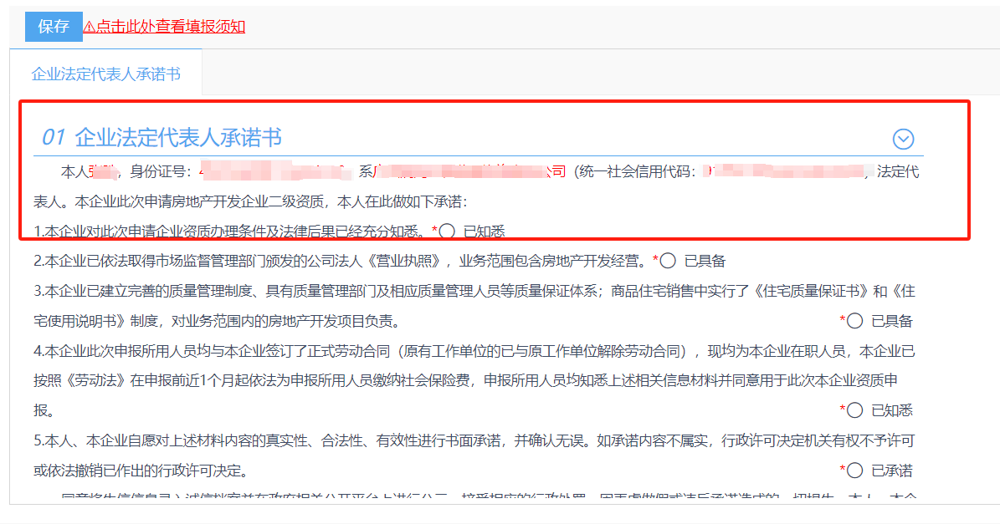 保存 ⚠点击此处查看填报须知
企业法定代表人承诺书
01 企业法定代表人承诺书
本人，身份证号： 系 公司（统一社会信用代码： ，法定代
表人。本企业此次申请房地产开发企业二级资质，本人在此做如下承诺：
1.本企业对此次申请企业资质办理条件及法律后果已经充分知悉。*○ 已知悉
2.本企业已依法取得市场监督管理部门颁发的公司法人《营业执照》，业务范围包含房地产开发经营。*○ 已具备
3.本企业已建立完善的质量管理制度、具有质量管理部门及相应质量管理人员等质量保证体系；商品住宅销售中实行了《住宅质量保证书》和《住
宅使用说明书》制度，对业务范围内的房地产开发项目负责。 *○ 已具备
4.本企业此次申报所用人员均与本企业签订了正式劳动合同（原有工作单位的已与原工作单位解除劳动合同），现均为本企业在职人员，本企业已
按照《劳动法》在申报前近1个月起依法为申报所用人员缴纳社会保险费，申报所用人员均知悉上述相关信息材料并同意用于此次本企业资质申
报。 *○ 已知悉
5.本人、本企业自愿对上述材料内容的真实性、合法性、有效性进行书面承诺，并确认无误。如承诺内容不属实，行政许可决定机关有权不予许可
或依法撤销已作出的行政许可决定。 *○ 已承诺